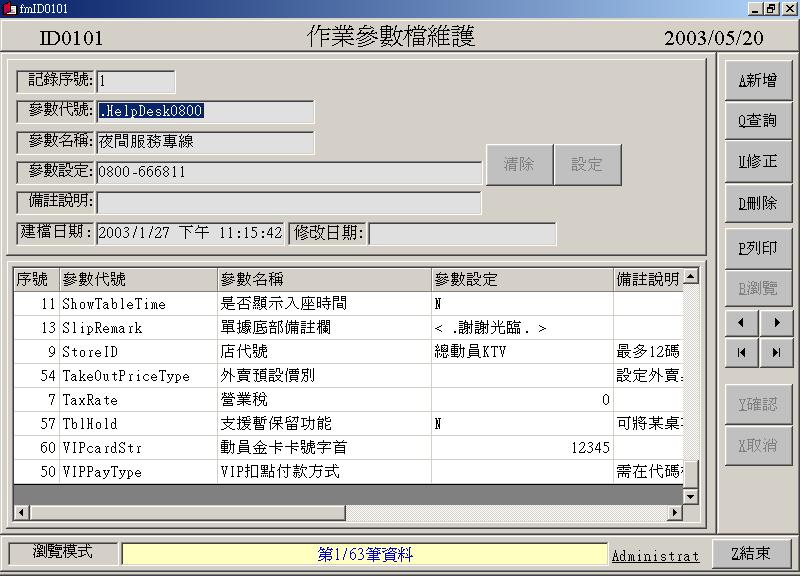 fmID0101
ID0101 作業參數檔維護 2003/05/20
記錄序號: 1
參數代號: .HelpDesk0800
參數名稱: 夜間服務專線
參數設定: 0800-666811
清除 設定
備註說明:
建檔日期: 2003/1/27 下午 11:15:42 修改日期:
A新增
Q查詢
U修正
D刪除
P列印
B瀏覽
Y確認
X取消
序號 參數代號 參數名稱 參數設定 備註說明
11 ShowTableTime 是否顯示入座時間 N
13 SlipRemark 單據底部備註欄 < .謝謝光臨. >
9 StoreID 店代號 總動員KTV 最多12碼
54 TakeOutPriceType 外賣預設價別 設定外賣
7 TaxRate 營業稅 0
57 TblHold 支援暫保留功能 N 可將某桌
60 VIPcardStr 動員金卡卡號字首 12345
50 VIPPayType VIP扣點付款方式 需在代碼
瀏覽模式 第1/63筆資料 Administrat Z結束